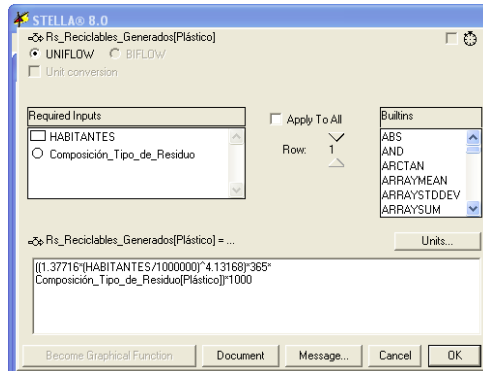 STELLA® 8.0
Rs_Reciclables_Generados[Plástico]
UNIFLOW BIFLOW
Unit conversion
Required Inputs
HABITANTES
Composición_Tipo_de_Residuo
Apply To All
Row: 1
Builtins
ABS
AND
ARCTAN
ARRAYMEAN
ARRAYSTDDEV
ARRAYSUM
Rs_Reciclables_Generados[Plástico] = ...
Units...
((1.37716*(HABITANTES/1000000)^4.13168)*365*
Composición_Tipo_de_Residuo[Plástico])*1000
Become Graphical Function Document Message... Cancel OK